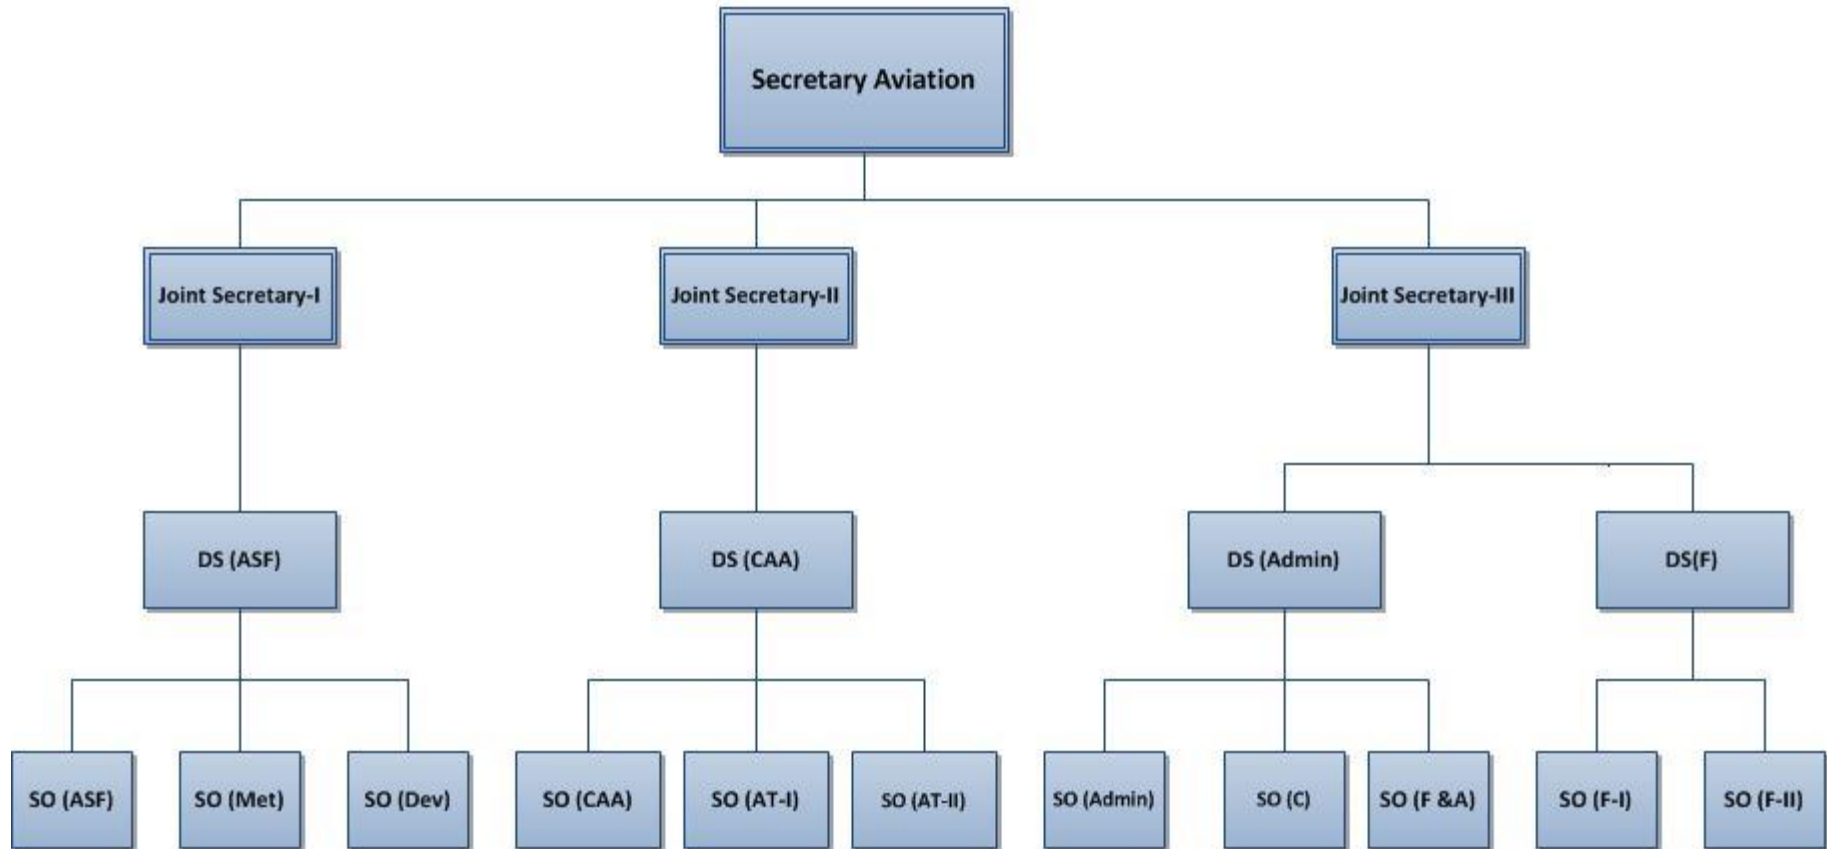 Secretary Aviation
Joint Secretary-I
Joint Secretary-II
Joint Secretary-III
DS (ASF)
DS (CAA)
DS (Admin)
DS(F)
SO (ASF)
SO (Met)
SO (Dev)
SO (CAA)
SO (AT-I)
SO (AT-II)
SO (Admin)
SO (C)
SO (F &A)
SO (F-I)
SO (F-II)